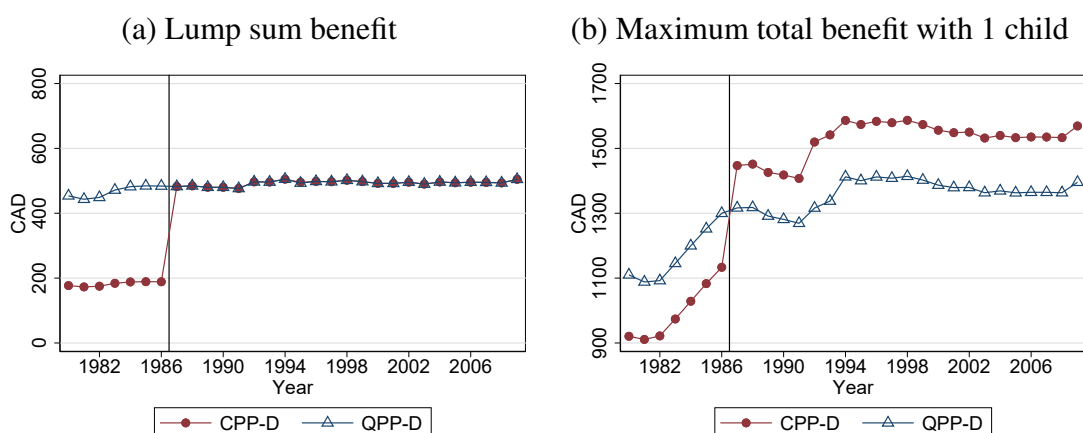 (a) Lump sum benefit
800
600
400
200
0
CAD
1982 1986 1990 1994 1998 2002 2006
Year
CPP-D QPP-D
(b) Maximum total benefit with 1 child
1700
1500
1300
1100
900
CAD
1982 1986 1990 1994 1998 2002 2006
Year
CPP-D QPP-D